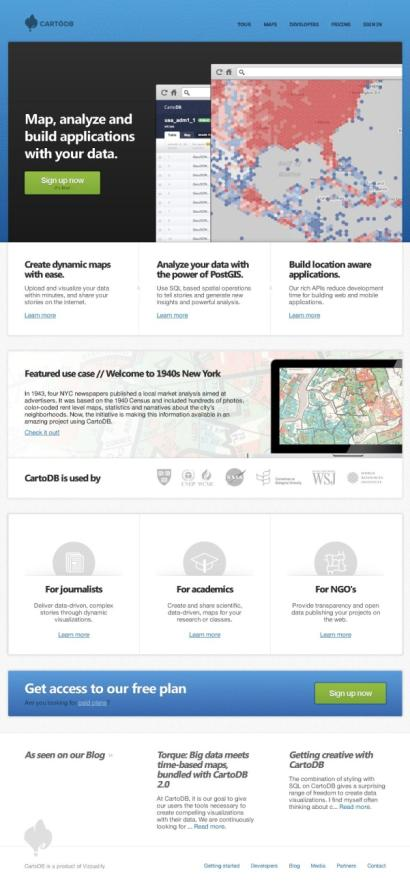 CARTODB
TOUR MAPS DEVELOPERS PRICING SIGN IN
Map, analyze and
build applications
with your data.
Sign up now
It's free
CartoDB
usa_adm1_1
Table Map
Create dynamic maps
with ease.
Upload and visualize your data
within minutes, and share your
stories on the internet.
Learn more
Analyze your data with
the power of PostGIS.
Use SQL based spatial operations
to tell stories and generate new
insights and powerful analysis.
Learn more
Build location aware
applications.
Our rich APIs reduce development
time for building web and mobile
applications.
Learn more
Featured use case // Welcome to 1940s New York
In 1943, four NYC newspapers published a local market analysis aimed at
advertisers. It was based on the 1940 Census and included hundreds of photos,
color-coded rent level maps, statistics and narratives about the city's
neighborhoods. Now, the initiative is making this information available in an
amazing project using CartoDB.
Check it out!
CartoDB is used by
UNEP WCMC
NASA
WSJ
WORLD
RESOURCES
INSTITUTE
For journalists
Deliver data-driven, complex
stories through dynamic
visualizations.
Learn more
For academics
Create and share scientific,
data-driven, maps for your
research or classes.
Learn more
For NGO's
Provide transparency and open
data publishing your projects on
the web.
Learn more
Get access to our free plan
Are you looking for paid plans?
Sign up now
As seen on our Blog »
Torque: Big data meets
time-based maps,
bundled with CartoDB
2.0
At CartoDB, it is our goal to give
our users the tools necessary to
create compelling visualizations
with their data. We are continuously
looking for ... Read more.
Getting creative with
CartoDB
The combination of styling with
SQL on CartoDB gives a surprising
range of freedom to create data
visualizations. I find myself often
thinking about c... Read more.
CartoDB is a product of Vizzuality.
Getting started Developers Blog Media Partners Contact